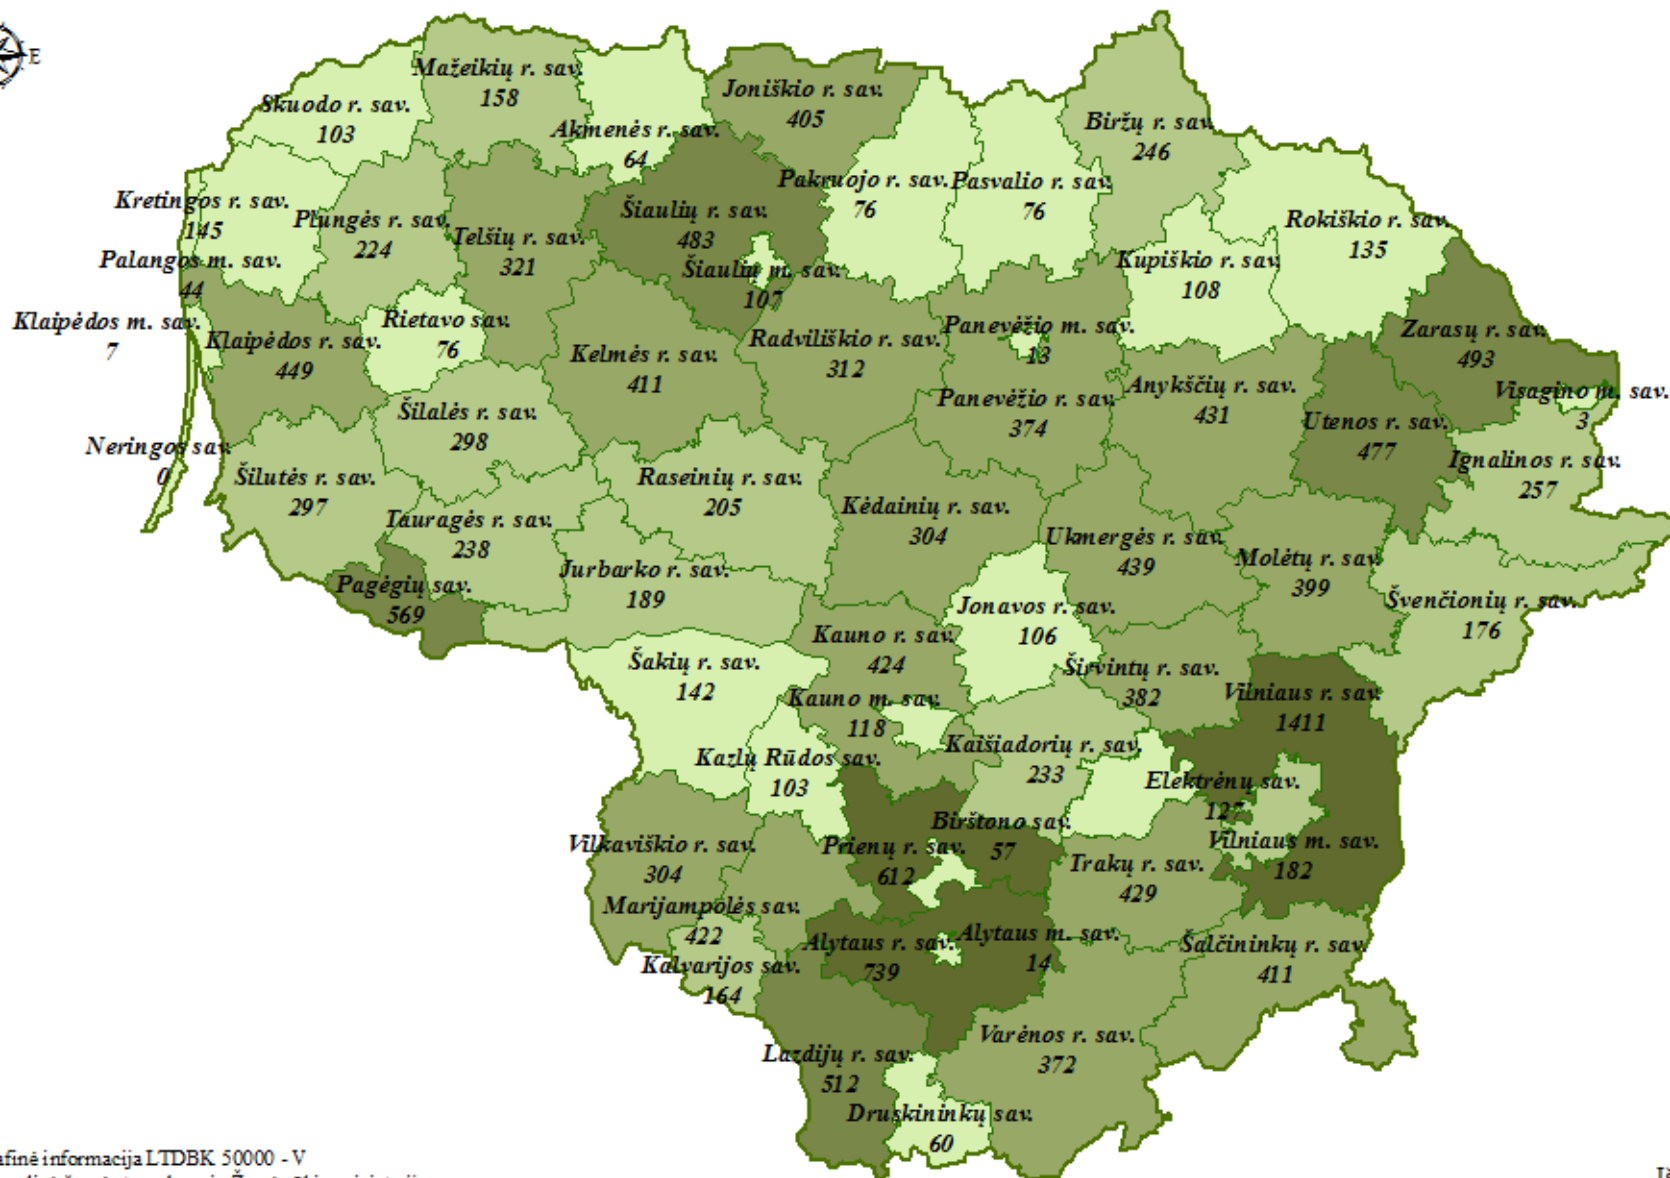 E
Mažeikių r. sav.
158
Skuodo r. sav.
103
Akmenės r. sav.
64
Joniškio r. sav.
405
Biržų r. sav.
246
Kretingos r. sav.
145
Plungės r. sav.
224
Telšių r. sav.
321
Šiaulių r. sav.
483
Pakruojo r. sav.
76
Pasvalio r. sav.
76
Rokiškio r. sav.
135
Palangos m. sav.
44
Šiaulių m. sav.
107
Kupiškio r. sav.
108
Klaipėdos m. sav.
7
Klaipėdos r. sav.
449
Rietavo sav.
76
Kelmės r. sav.
411
Radviliškio r. sav.
312
Panevėžio m. sav.
13
Zarasų r. sav.
493
Visagino m. sav.
3
Šilalės r. sav.
298
Panevėžio r. sav.
374
Anykščių r. sav.
431
Utenos r. sav.
477
Neringos sav.
0
Šilutės r. sav.
297
Raseinių r. sav.
205
Ignalinos r. sav.
257
Tauragės r. sav.
238
Kėdainių r. sav.
304
Ukmergės r. sav.
439
Molėtų r. sav.
399
Pagėgių sav.
569
Jurbarko r. sav.
189
Jonavos r. sav.
106
Švenčionių r. sav.
176
Kauno r. sav.
424
Šakių r. sav.
142
Širvintų r. sav.
382
Vilniaus r. sav.
1411
Kauno m. sav.
118
Kazlų Rūdos sav.
103
Kaišiadorių r. sav.
233
Elektrėnų sav.
127
Vilkaviškio r. sav.
304
Prienų r. sav.
612
Birštono sav.
57
Trakų r. sav.
429
Vilniaus m. sav.
182
Marijampolės sav.
422
Alytaus r. sav.
739
Alytaus m. sav.
14
Šalčininkų r. sav.
411
Kalvarijos sav.
164
Lazdijų r. sav.
512
Varėnos r. sav.
372
Druskininkų sav.
60
afinė informacija LTDBK 50000 - V